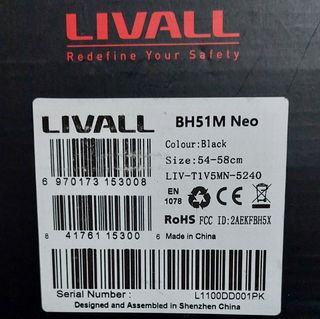 LIVALL
Redefine Your Safety
LIVALL
BH51M Neo
Colour:Black
Size:54-58cm
LIV-T1V5MN-5240
6 970173 153008
EN
1078
CE
RoHS FCC ID:2AEKFBH5X
8 41761 15300 6
Made in China
Serial Number : L1100DD001PK
Designed and Assembled in Shenzhen China